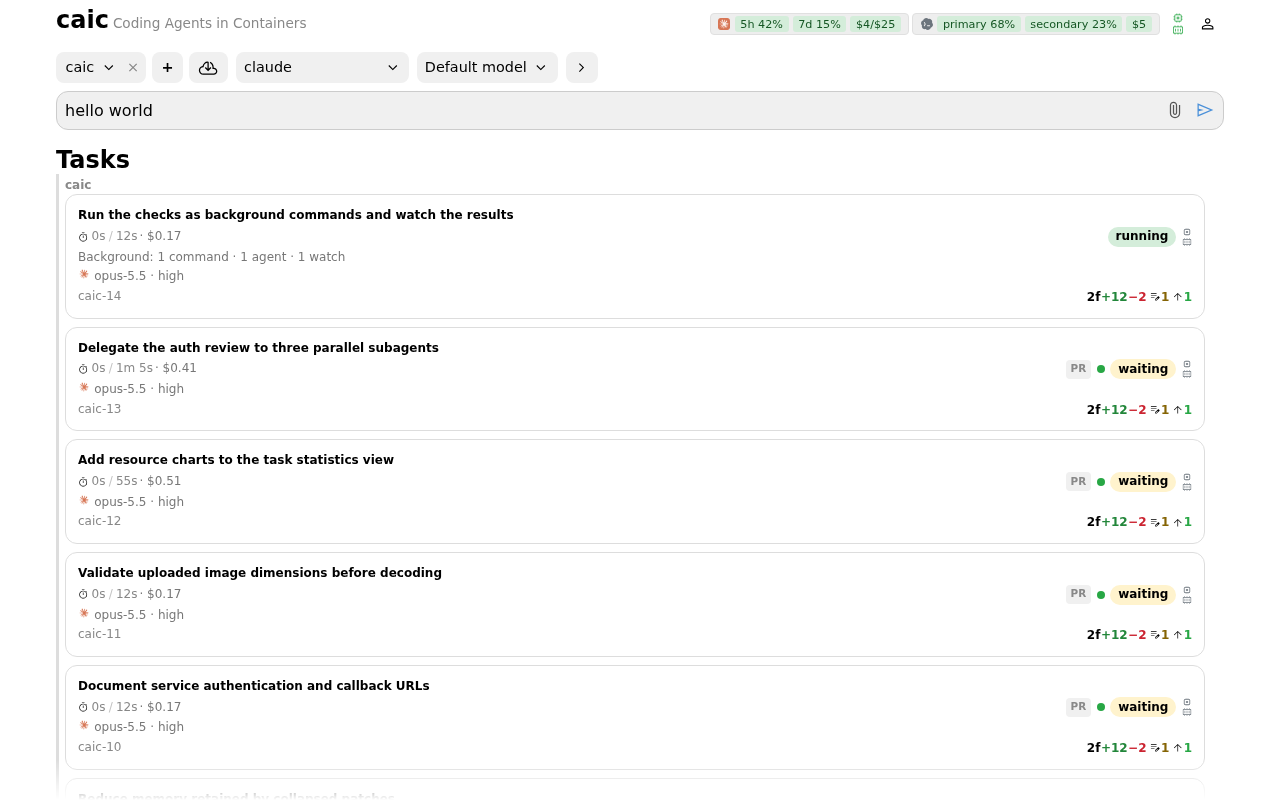 caic Coding Agents in Containers
5h 42% 7d 15% $4/$25 primary 68% secondary 23% $5
caic × + claude Default model
hello world
Tasks
caic
Run the checks as background commands and watch the results
0s / 12s · $0.17 running
Background: 1 command · 1 agent · 1 watch
opus-5.5 · high
caic-14 2f+12−2 1 ↑1
Delegate the auth review to three parallel subagents
0s / 1m 5s · $0.41 PR waiting
opus-5.5 · high
caic-13 2f+12−2 1 ↑1
Add resource charts to the task statistics view
0s / 55s · $0.51 PR waiting
opus-5.5 · high
caic-12 2f+12−2 1 ↑1
Validate uploaded image dimensions before decoding
0s / 12s · $0.17 PR waiting
opus-5.5 · high
caic-11 2f+12−2 1 ↑1
Document service authentication and callback URLs
0s / 12s · $0.17 PR waiting
opus-5.5 · high
caic-10 2f+12−2 1 ↑1
Reduce memory retained by collapsed patches